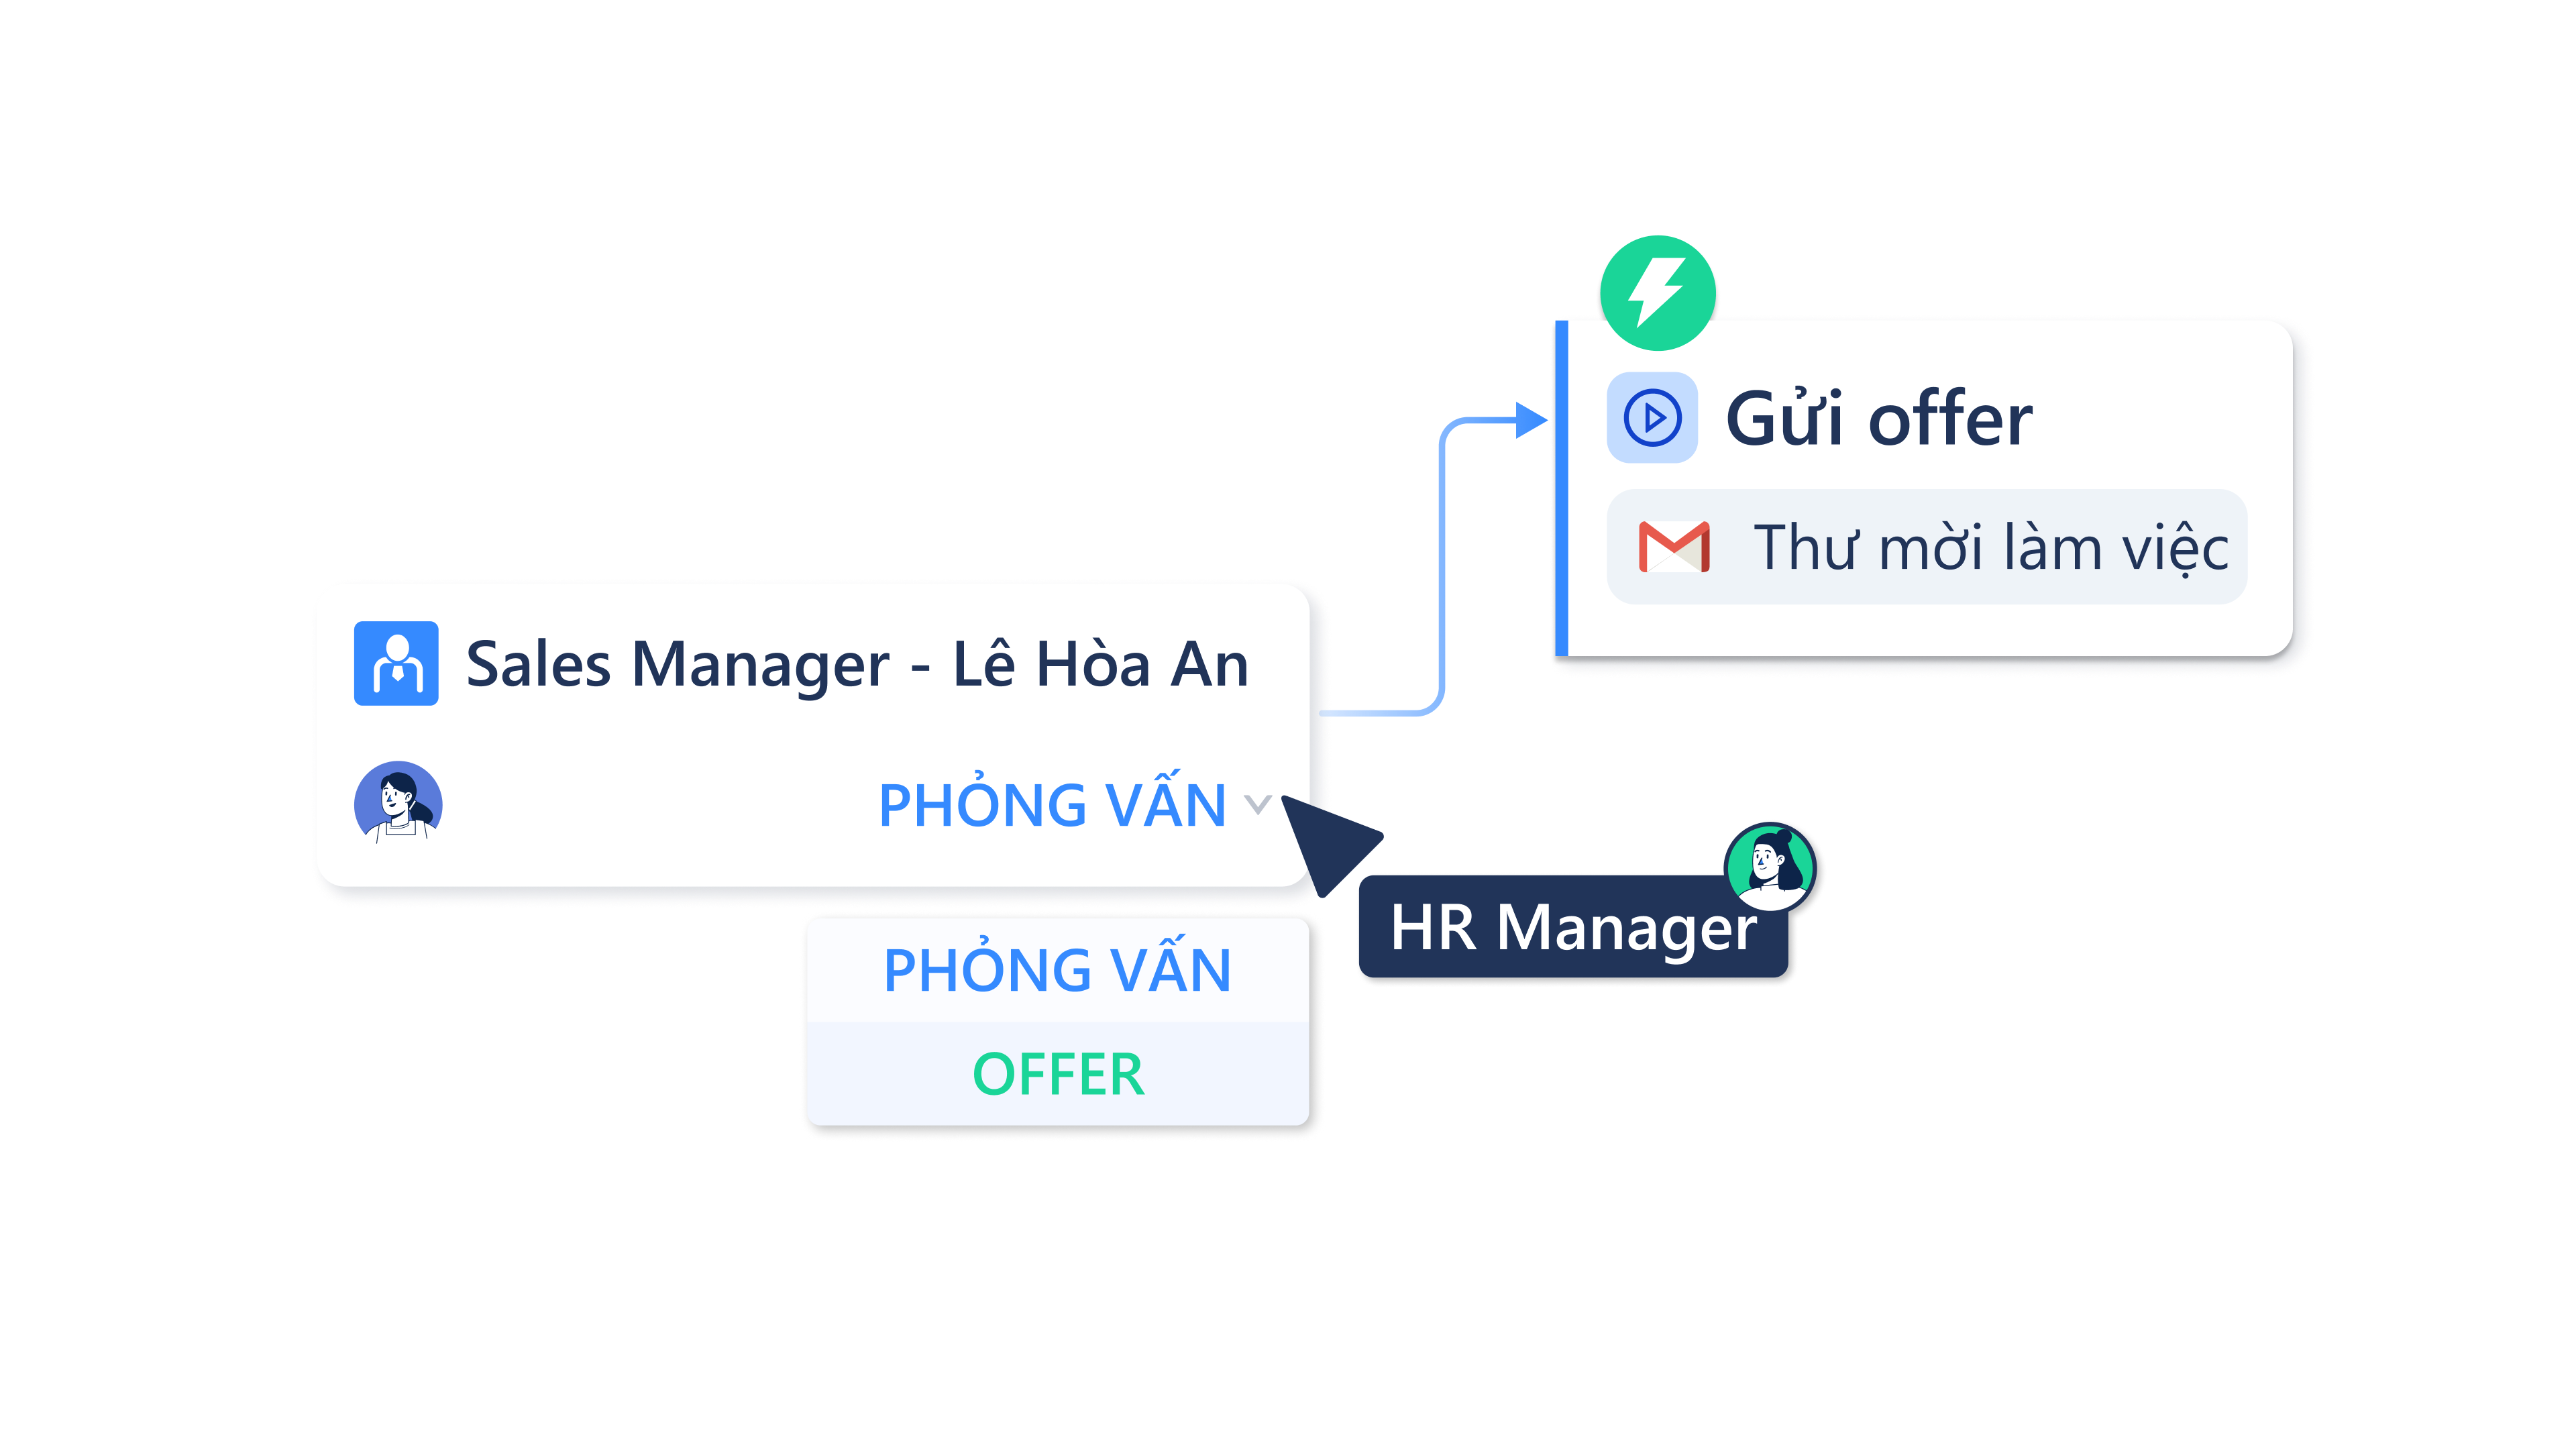 Gửi offer
Thư mời làm việc
Sales Manager - Lê Hòa An
PHỎNG VẤN
HR Manager
PHỎNG VẤN
OFFER